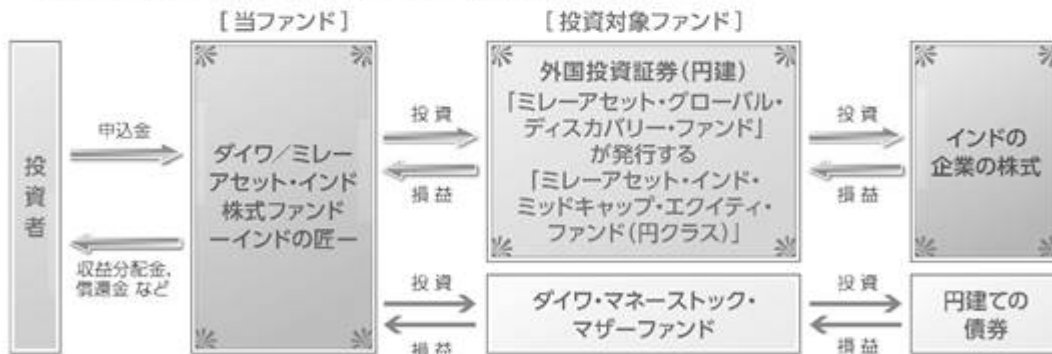 [当ファンド]
[投資対象ファンド]
投資者
申込金
収益分配金、
償還金 など
ダイワ／ミレー
アセット・インド
株式ファンド
－インドの匠－
投資
損益
外国投資証券(円建)
「ミレーアセット・グローバル・
ディスカバリー・ファンド」
が発行する
「ミレーアセット・インド・
ミッドキャップ・エクイティ・
ファンド(円クラス)」
投資
損益
インドの
企業の株式
投資
損益
ダイワ・マネーストック・
マザーファンド
投資
損益
円建ての
債券